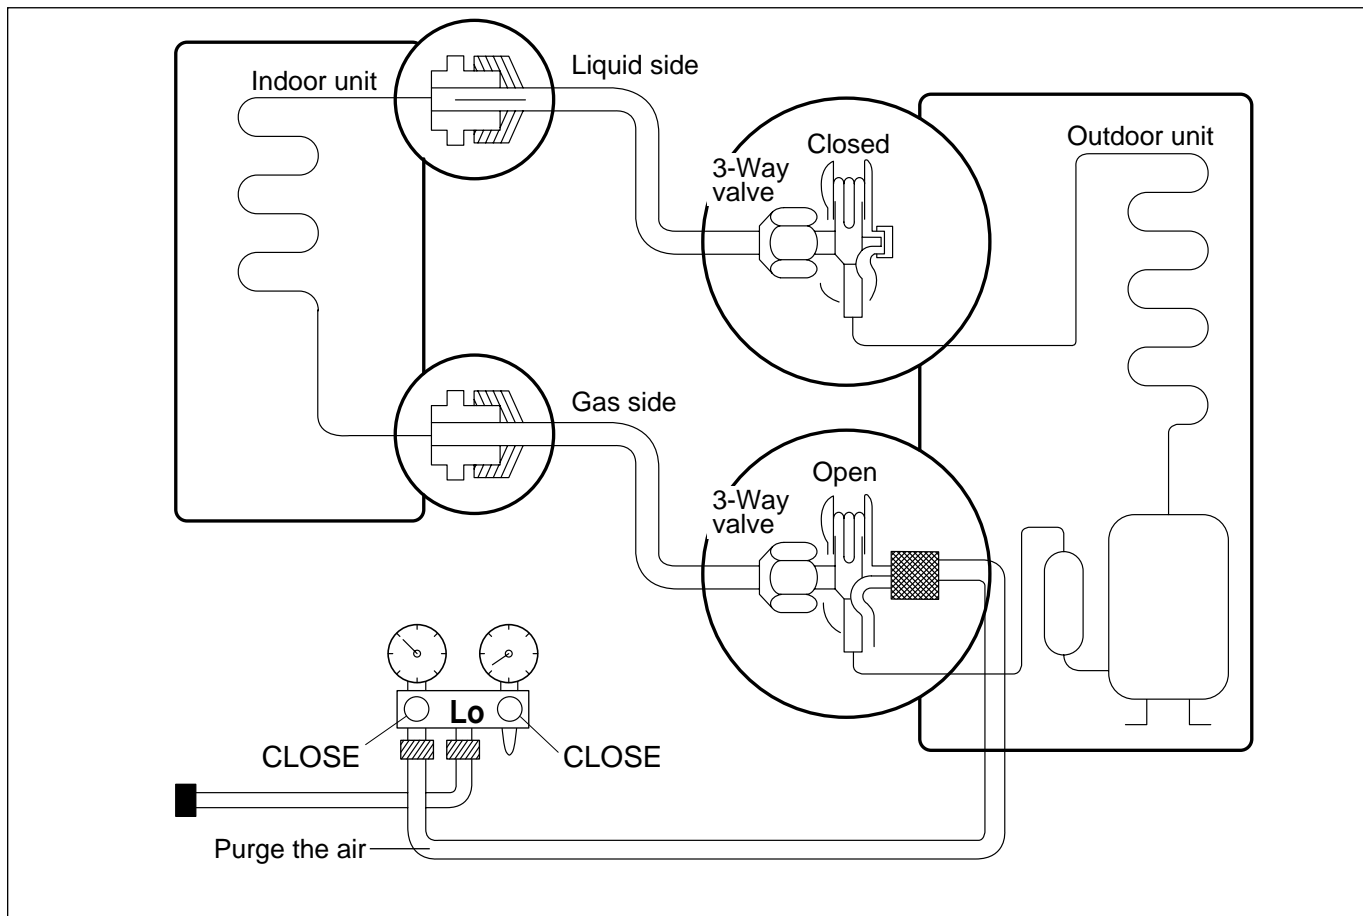 Indoor unit
Liquid side
Closed
3-Way
valve
Outdoor unit
Gas side
Open
3-Way
valve
Lo
CLOSE
CLOSE
Purge the air